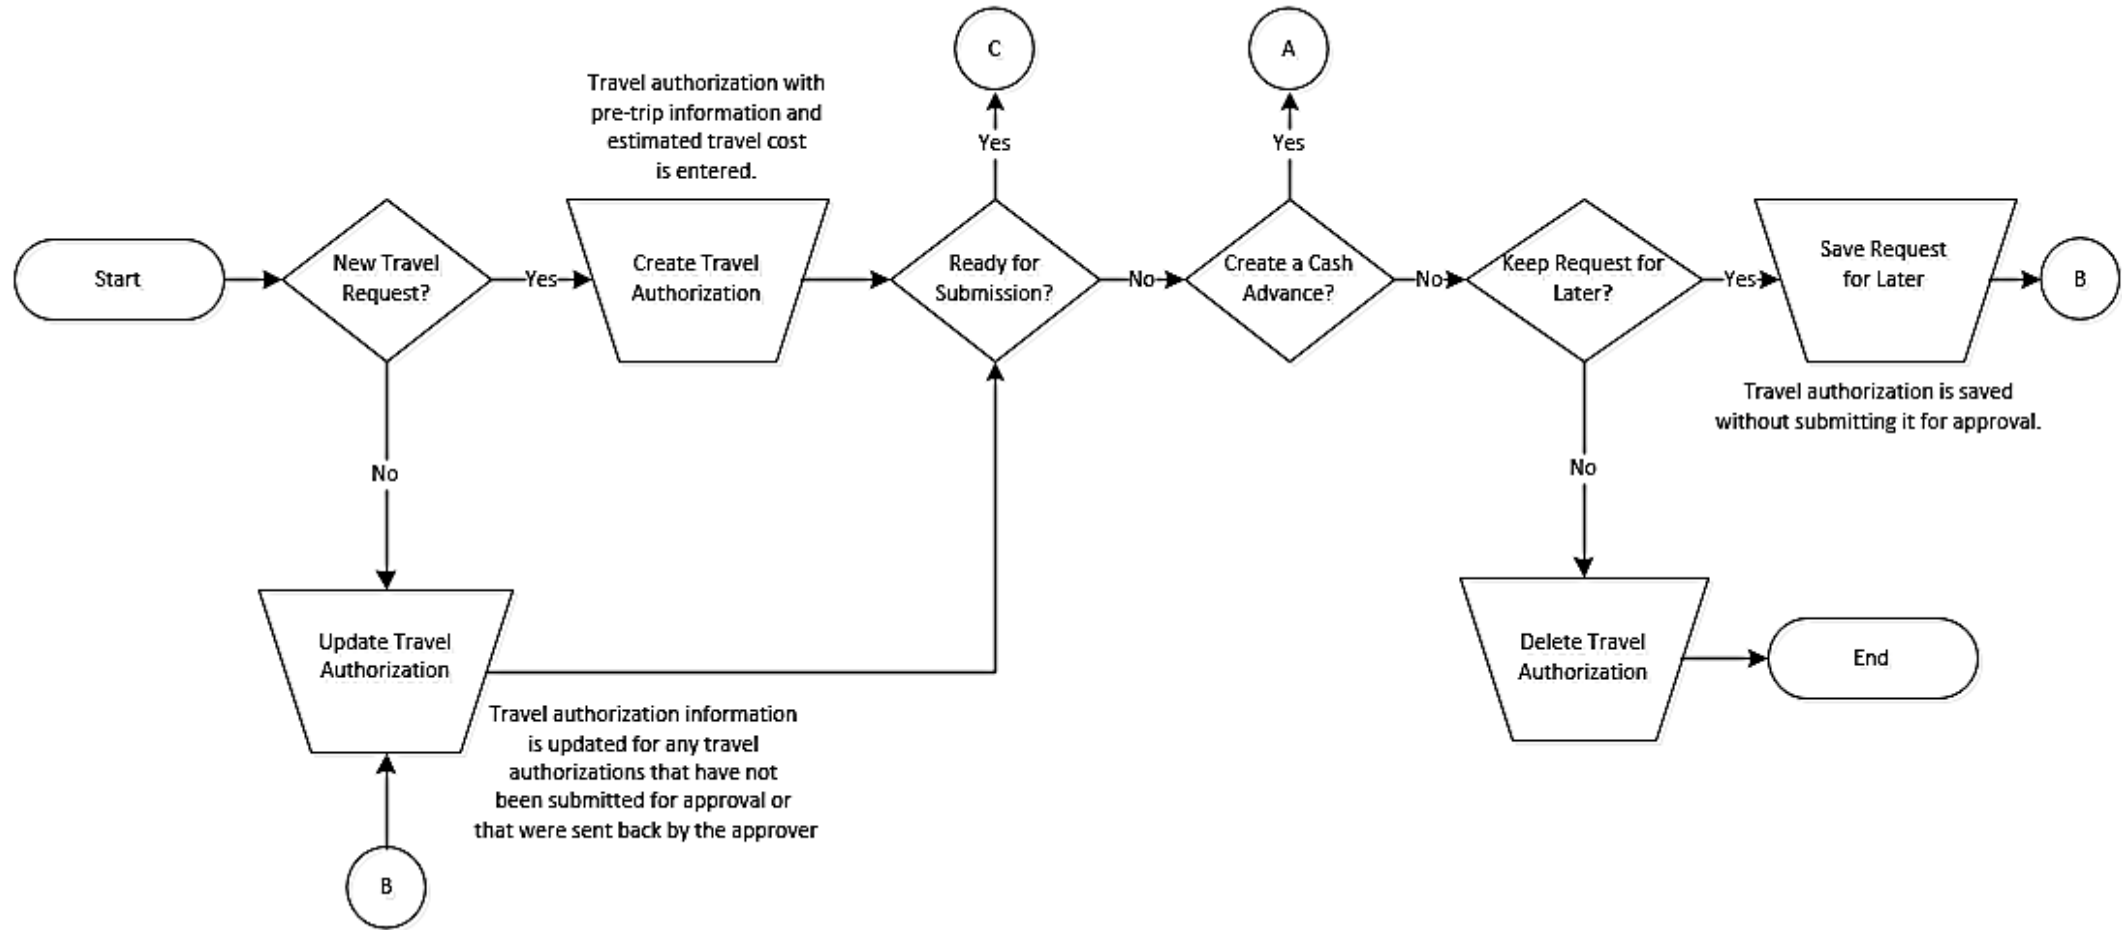 C
A
Travel authorization with
pre-trip information and
estimated travel cost
is entered.
Yes
Yes
Start
New Travel
Request?
Yes
Create Travel
Authorization
Ready for
Submission?
No
Create a Cash
Advance?
No
Keep Request for
Later?
Yes
Save Request
for Later
B
Travel authorization is saved
without submitting it for approval.
No
No
Update Travel
Authorization
Delete Travel
Authorization
End
Travel authorization information
is updated for any travel
authorizations that have not
been submitted for approval or
that were sent back by the approver
B